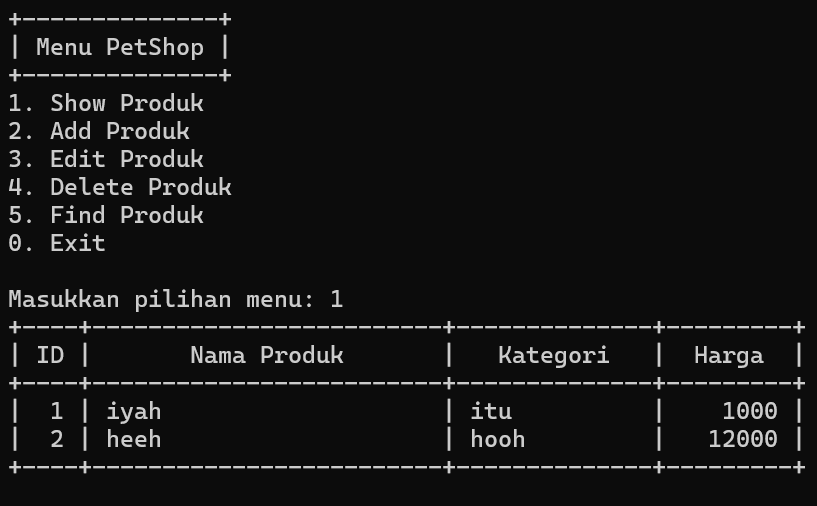 +--------------+
| Menu PetShop |
+--------------+
1. Show Produk
2. Add Produk
3. Edit Produk
4. Delete Produk
5. Find Produk
0. Exit

Masukkan pilihan menu: 1
+----+-------------------------+--------------+---------+
| ID |       Nama Produk       |   Kategori   |  Harga  |
+----+-------------------------+--------------+---------+
|  1 | iyah                    | itu          |    1000 |
|  2 | heeh                    | hooh         |   12000 |
+----+-------------------------+--------------+---------+